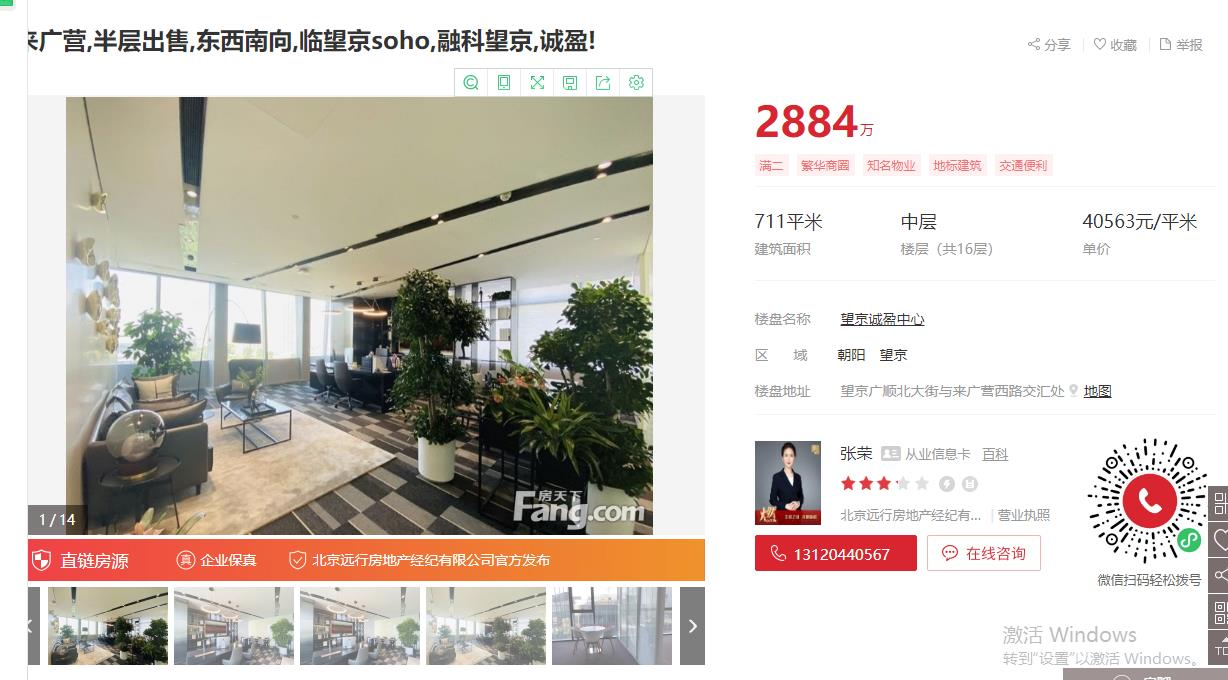 来广营,半层出售,东西南向,临望京soho,融科望京,诚盈!
分享 收藏 举报
2884万
满二 繁华商圈 知名物业 地标建筑 交通便利
711平米 中层 40563元/平米
建筑面积 楼层（共16层） 单价
楼盘名称 望京诚盈中心
区 域 朝阳 望京
楼盘地址 望京广顺北大街与来广营西路交汇处 地图
张荣 从业信息卡 百科
北京远行房地产经纪有... 营业执照
13120440567 在线咨询
微信扫码轻松拨号
房天下
Fang.com
1 / 14
直链房源 真 企业保真 北京远行房地产经纪有限公司官方发布
激活 Windows
转到"设置"以激活 Windows。